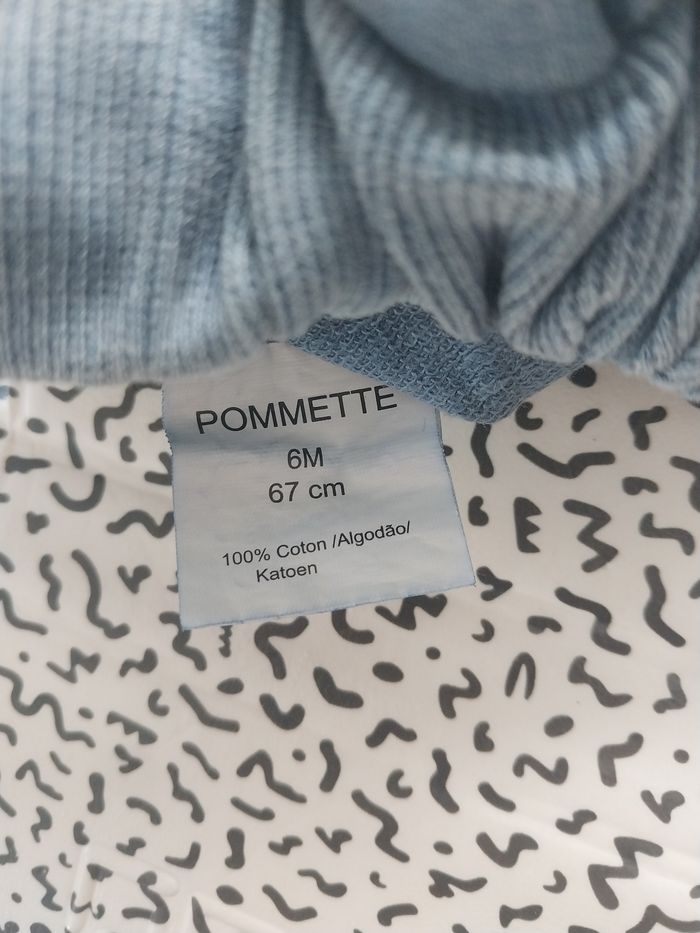 POMMETTE
6M
67 cm
100% Coton /Algodão/
Katoen